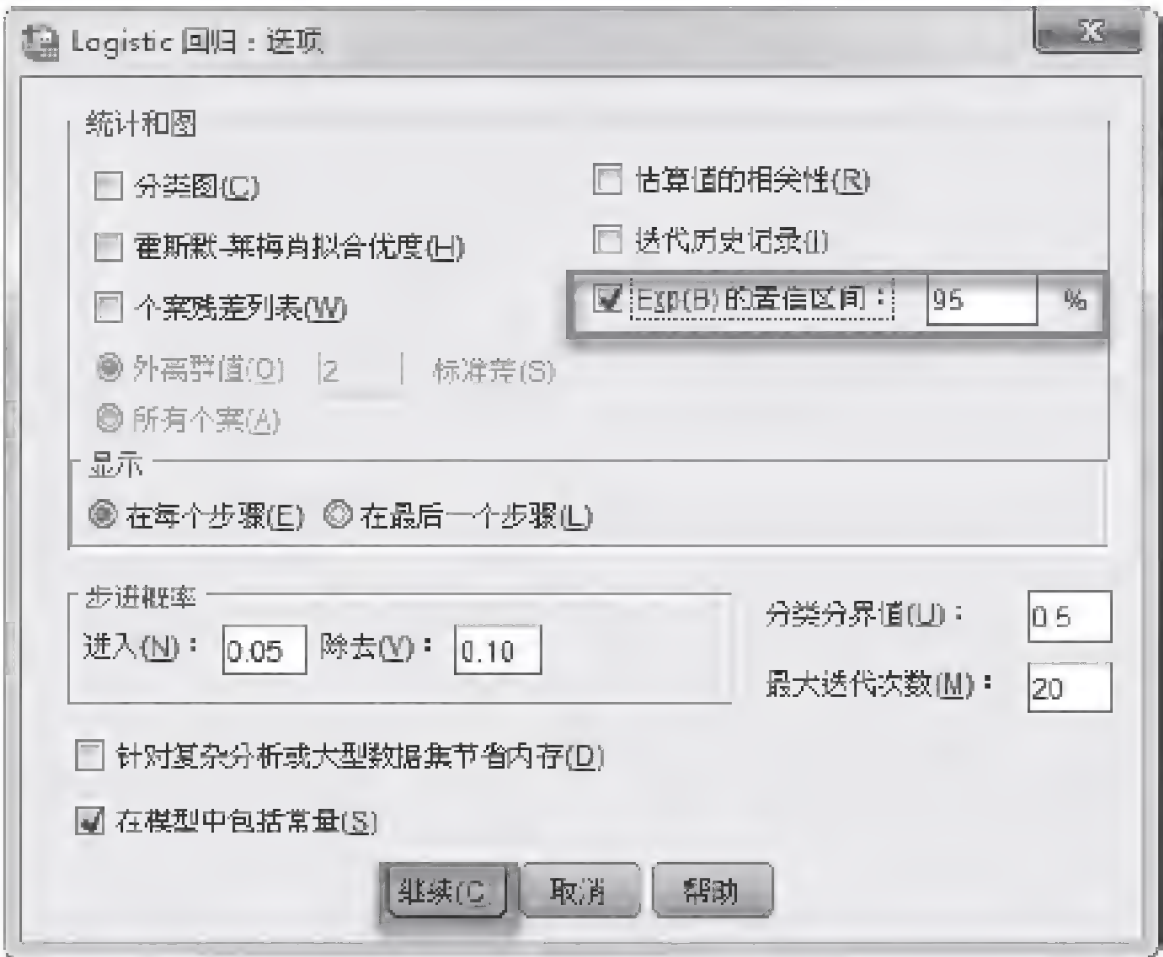 Logistic 回归：选项
统计和图
分类图(C)
估算值的相关性(R)
霍斯默-莱梅肖拟合优度(H)
迭代历史记录(I)
个案残差列表(W)
Exp(B) 的置信区间： 95 %
外离群值(O) 2 标准差(S)
所有个案(A)
显示
在每个步骤(E) 在最后一个步骤(L)
步进概率
进入(N)： 0.05 除去(V)： 0.10
分类分界值(U)： 0.5
最大迭代次数(M)： 20
针对复杂分析或大型数据集节省内存(D)
在模型中包括常量(S)
继续(C) 取消 帮助